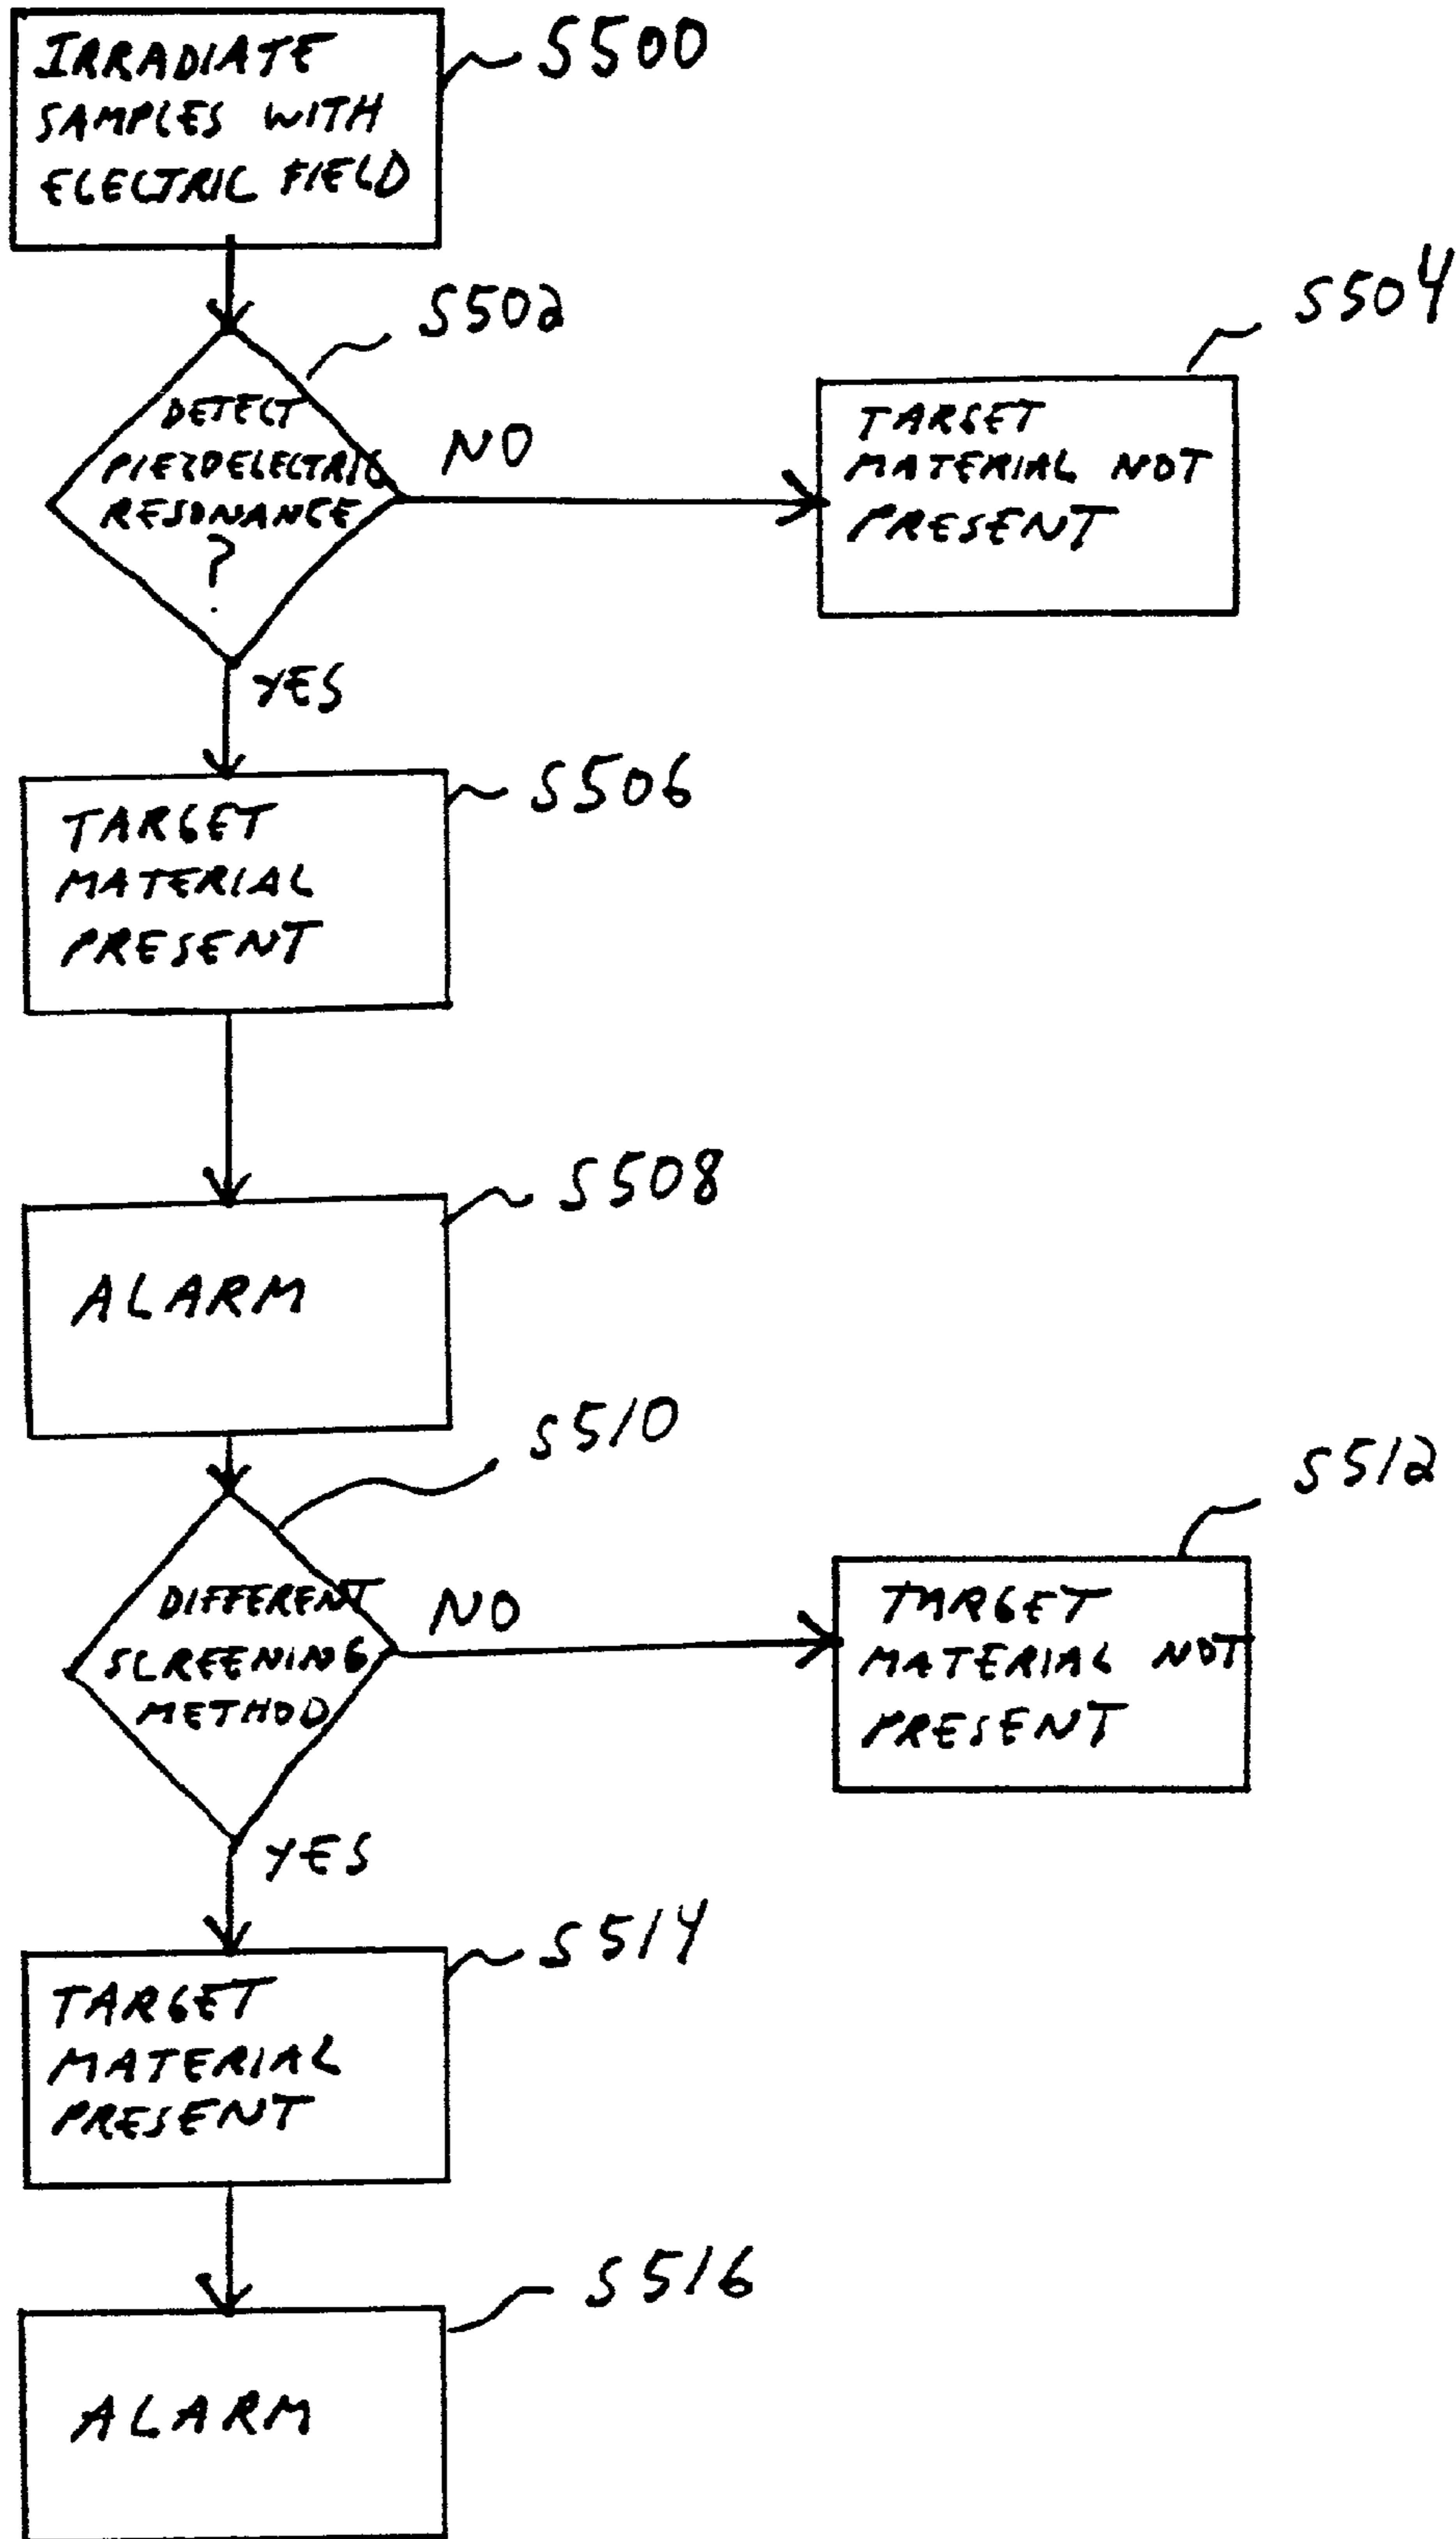 IRRADIATE
SAMPLES WITH
ELECTRIC FIELD
S500
S502
DETECT
PIEZOELECTRIC
RESONANCE
?
NO
S504
TARGET
MATERIAL NOT
PRESENT
YES
S506
TARGET
MATERIAL
PRESENT
S508
ALARM
S510
DIFFERENT
SCREENING
METHOD
NO
S512
TARGET
MATERIAL NOT
PRESENT
YES
S514
TARGET
MATERIAL
PRESENT
S516
ALARM